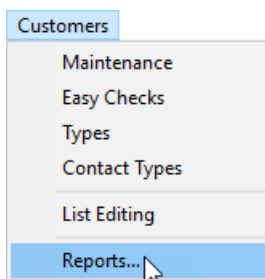 Customers
Maintenance
Easy Checks
Types
Contact Types
List Editing
Reports...